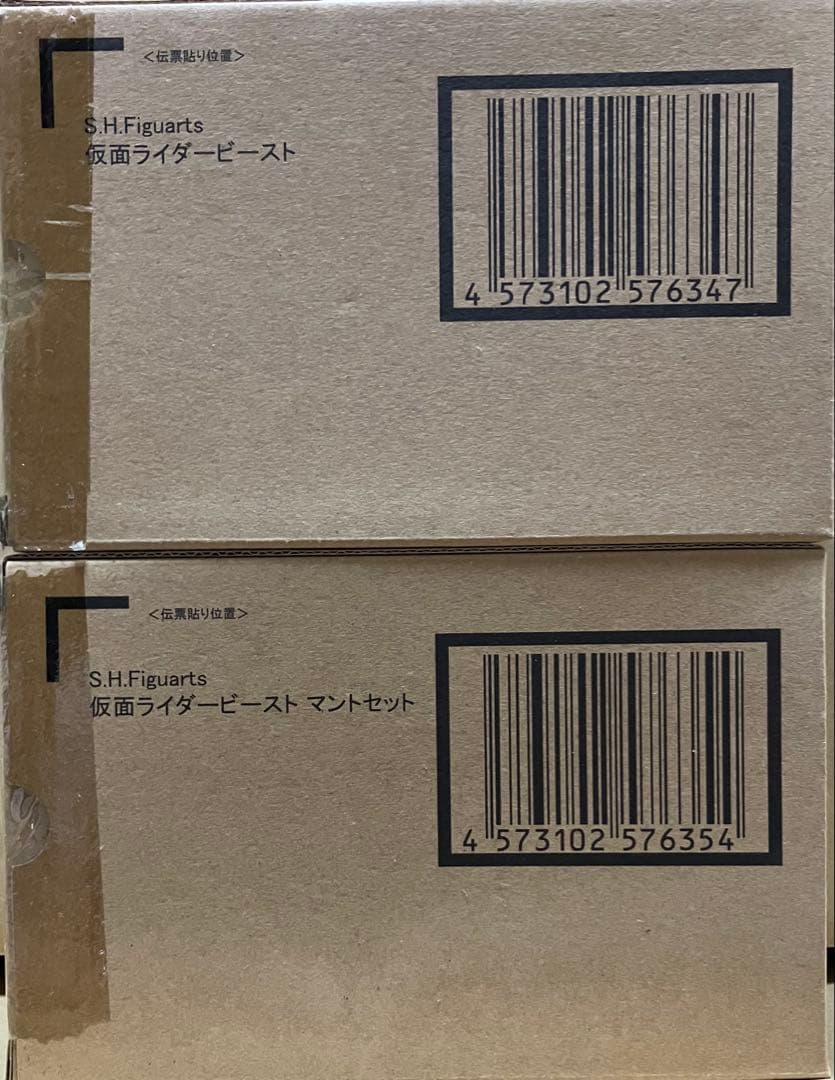 <伝票貼り位置>
S.H.Figuarts
仮面ライダービースト
4 573102 576347
<伝票貼り位置>
S.H.Figuarts
仮面ライダービースト マントセット
4 573102 576354